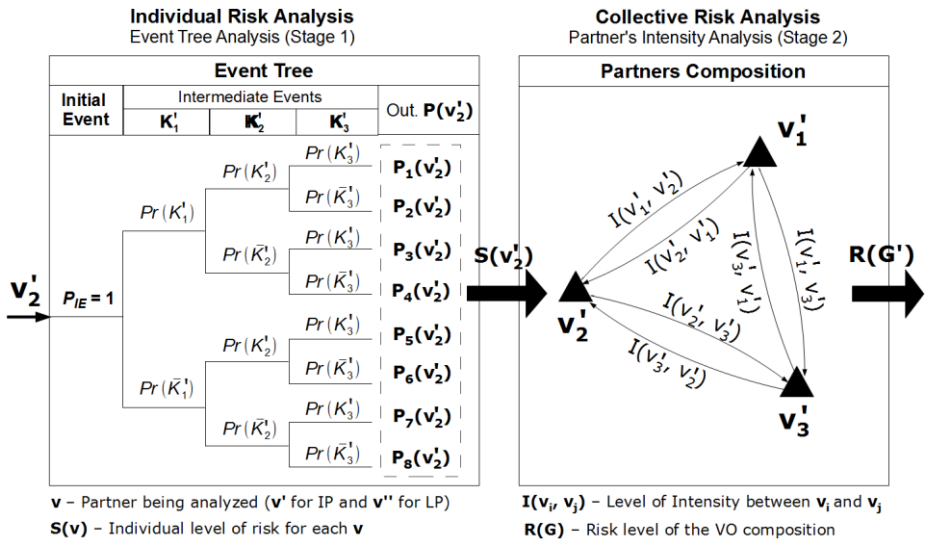 Individual Risk Analysis
Event Tree Analysis (Stage 1)
Event Tree
Initial Event
Intermediate Events
K'₁
K'₂
K'₃
Out. P(v'₂)
v'₂
P_IE = 1
Pr(K'₁)
Pr(K̄'₁)
Pr(K'₂)
Pr(K̄'₂)
Pr(K'₂)
Pr(K̄'₂)
Pr(K'₃)
Pr(K̄'₃)
Pr(K'₃)
Pr(K̄'₃)
Pr(K'₃)
Pr(K̄'₃)
Pr(K'₃)
Pr(K̄'₃)
P₁(v'₂)
P₂(v'₂)
P₃(v'₂)
P₄(v'₂)
P₅(v'₂)
P₆(v'₂)
P₇(v'₂)
P₈(v'₂)
v – Partner being analyzed (v' for IP and v'' for LP)
S(v) – Individual level of risk for each v
S(v'₂)
Collective Risk Analysis
Partner's Intensity Analysis (Stage 2)
Partners Composition
v'₁
I(v'₁, v'₂)
I(v'₂, v'₁)
I(v'₃, v'₁)
I(v'₁, v'₃)
v'₂
I(v'₂, v'₃)
I(v'₃, v'₂)
v'₃
R(G')
I(vᵢ, vⱼ) – Level of Intensity between vᵢ and vⱼ
R(G) – Risk level of the VO composition